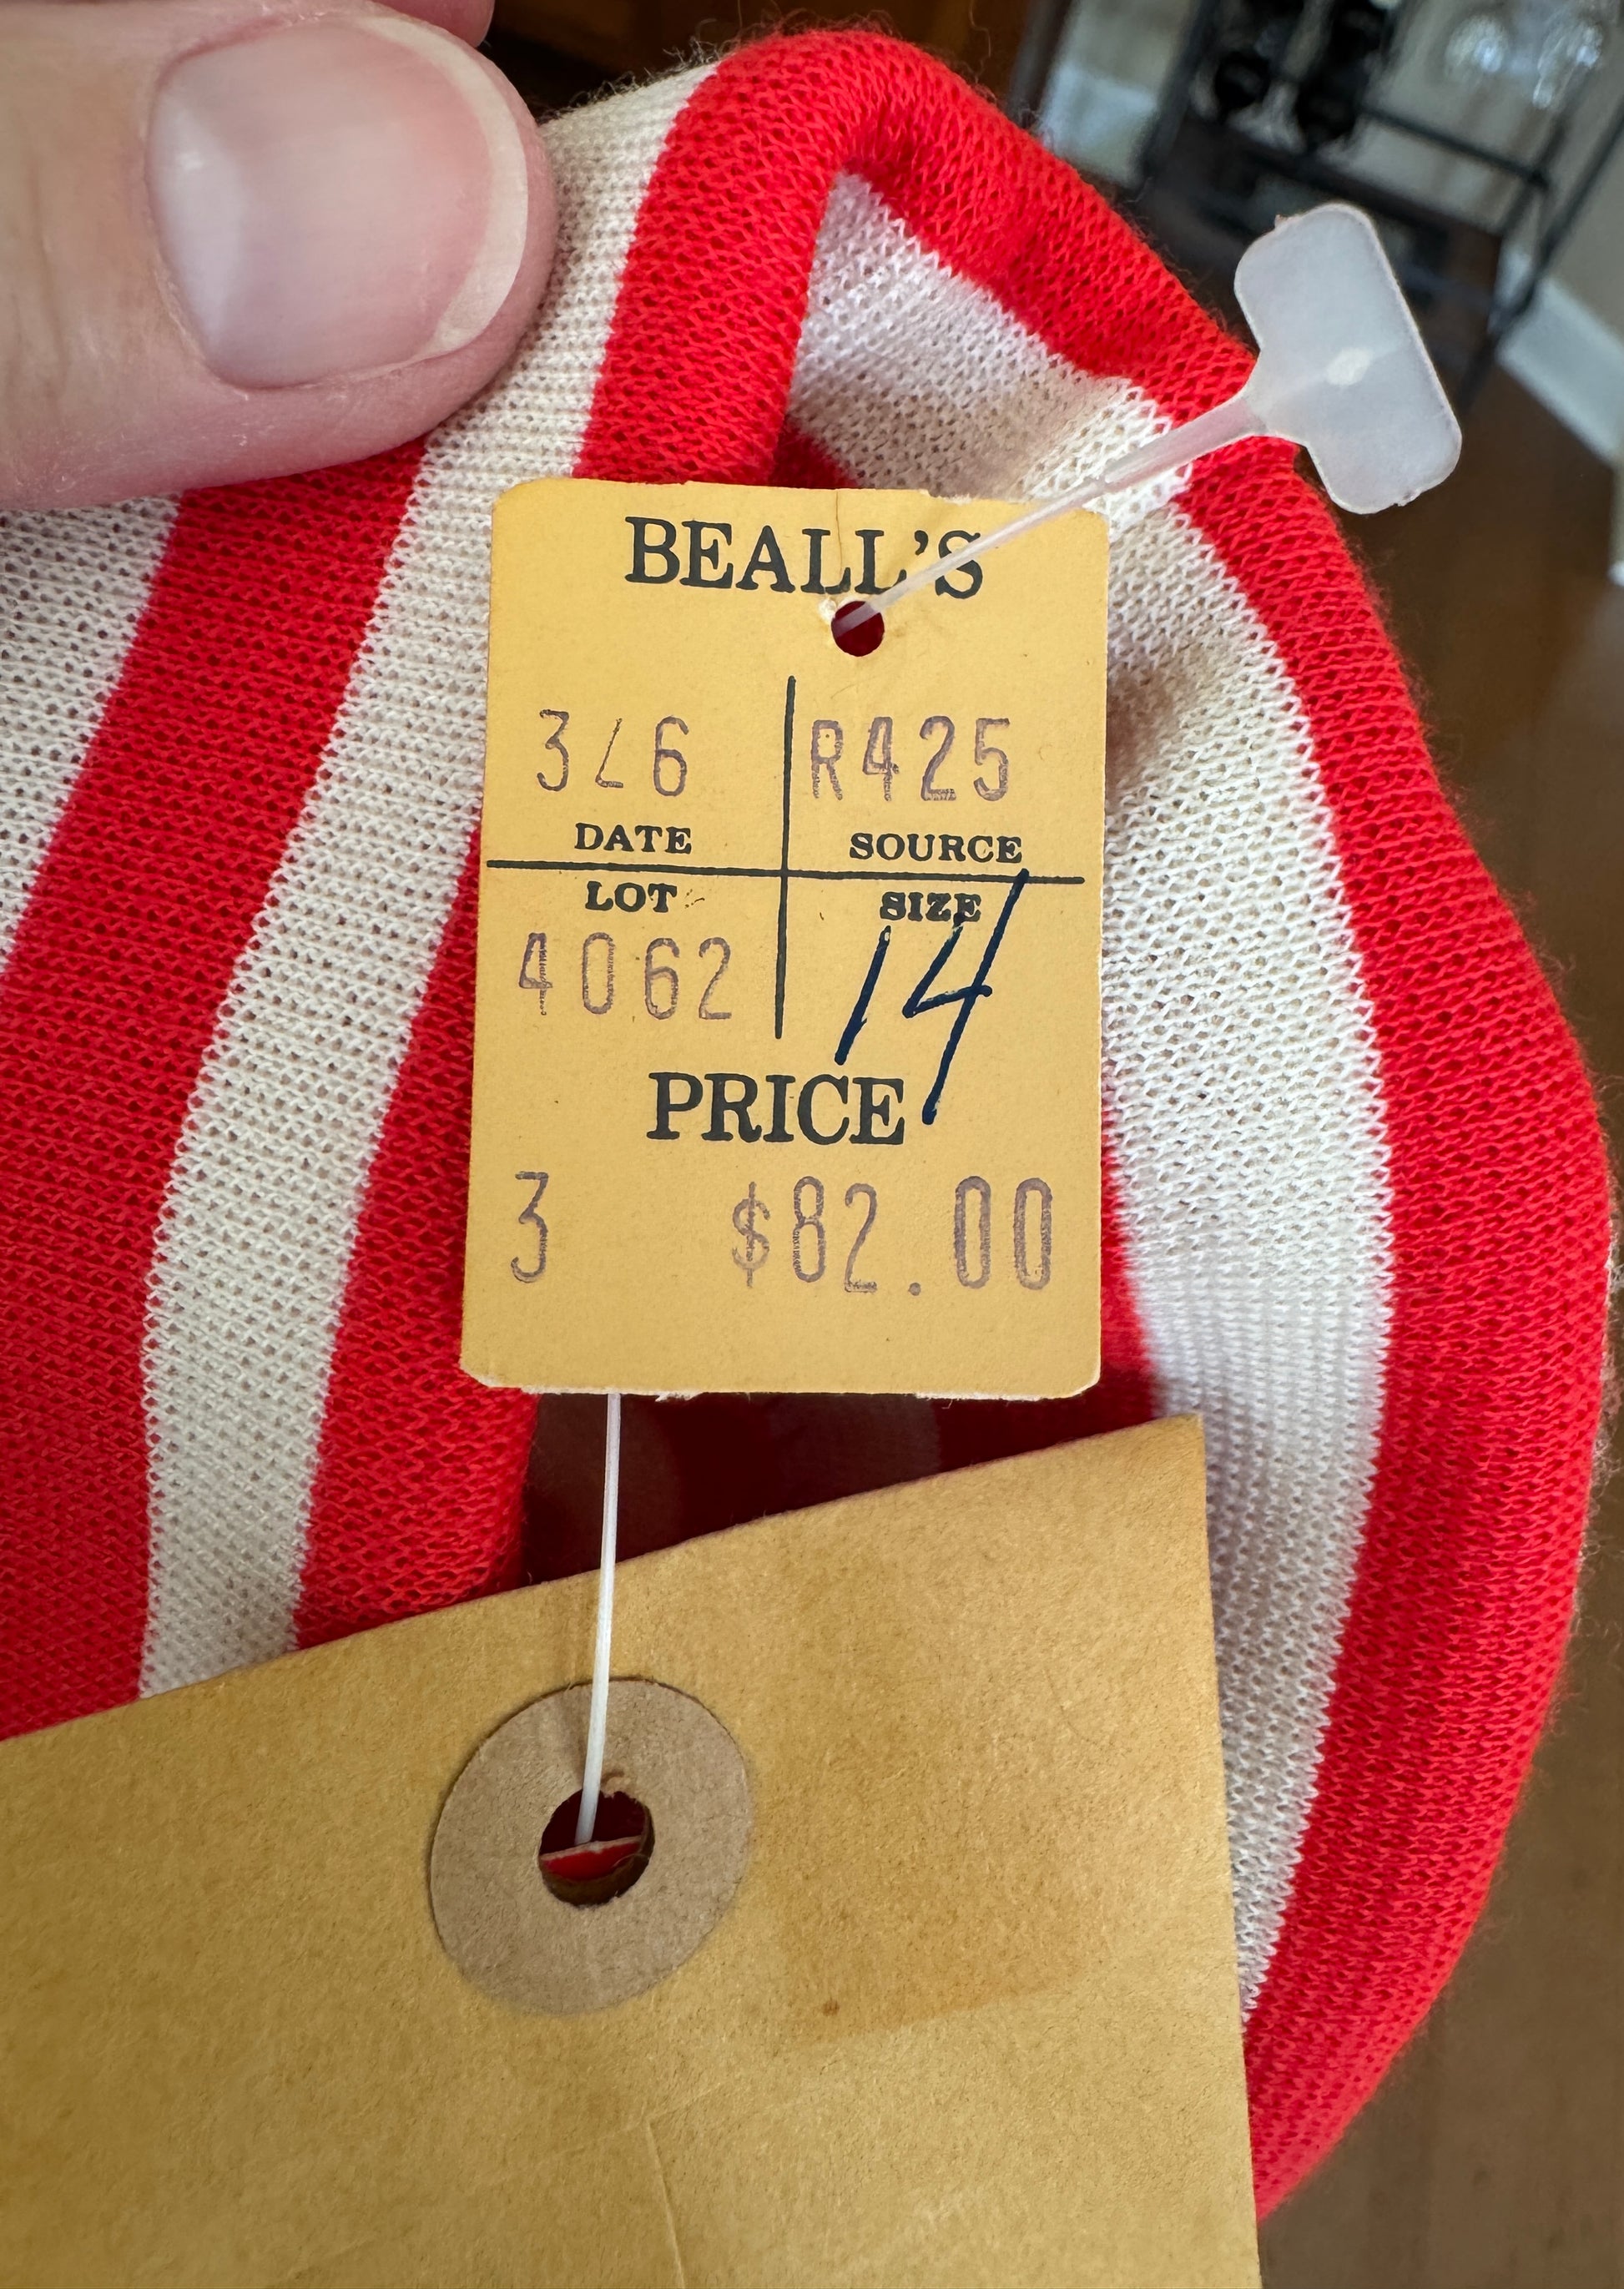 BEALL'S
3 6 R425
DATE SOURCE
LOT SIZE
4062 14
PRICE
3 $82.00